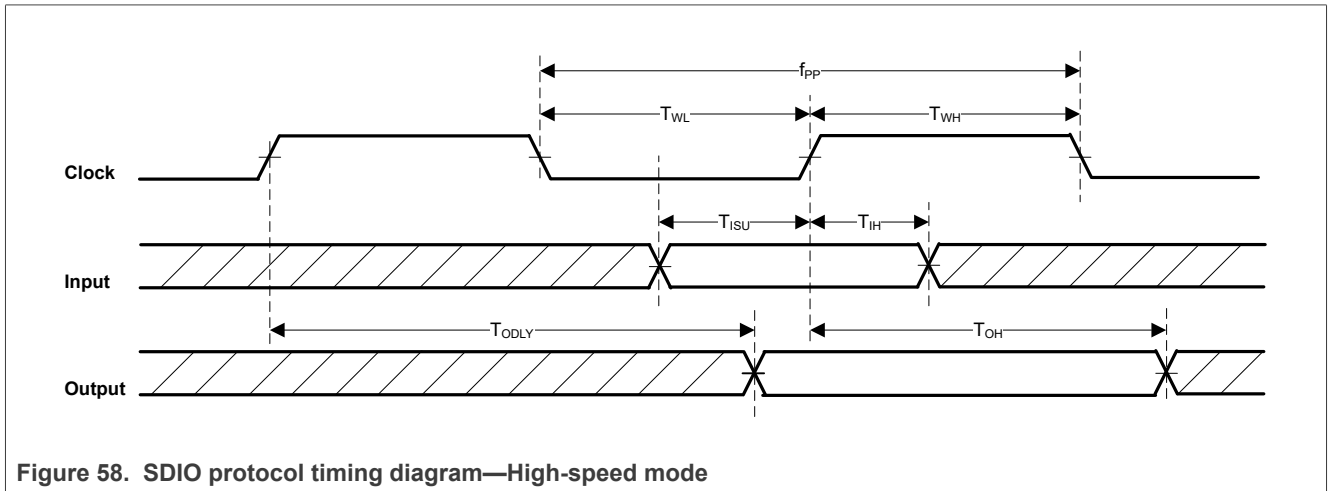 fPP
TWL TWH
Clock
TISU TIH
Input
TODLY TOH
Output
Figure 58. SDIO protocol timing diagram—High-speed mode